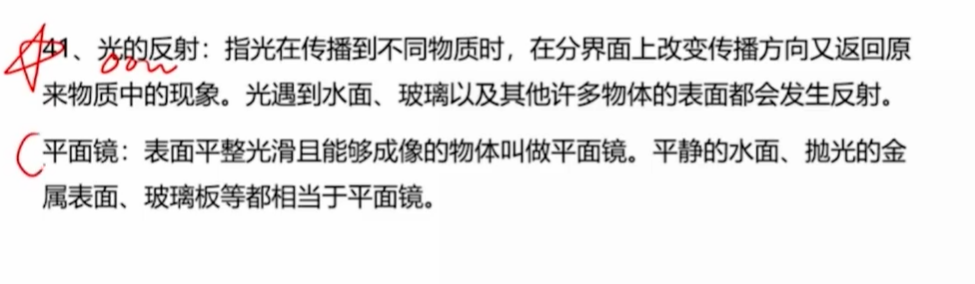 41、光的反射：指光在传播到不同物质时，在分界面上改变传播方向又返回原
来物质中的现象。光遇到水面、玻璃以及其他许多物体的表面都会发生反射。
平面镜：表面平整光滑且能够成像的物体叫做平面镜。平静的水面、抛光的金
属表面、玻璃板等都相当于平面镜。